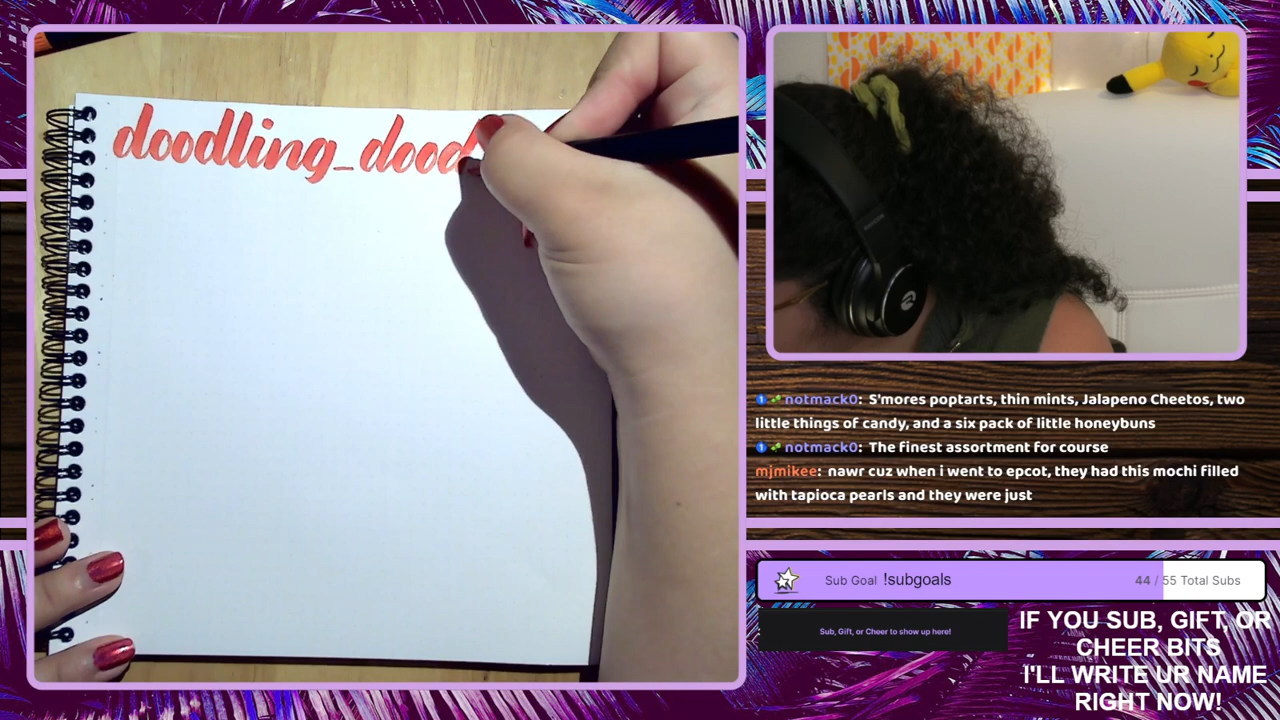 doodling_dood
notmack0: S'mores poptarts, thin mints, Jalapeno Cheetos, two
little things of candy, and a six pack of little honeybuns
notmack0: The finest assortment for course
mjmikee: nawr cuz when i went to epcot, they had this mochi filled
with tapioca pearls and they were just
Sub Goal !subgoals 44 / 55 Total Subs
Sub, Gift, or Cheer to show up here!
IF YOU SUB, GIFT, OR
CHEER BITS
I'LL WRITE UR NAME
RIGHT NOW!